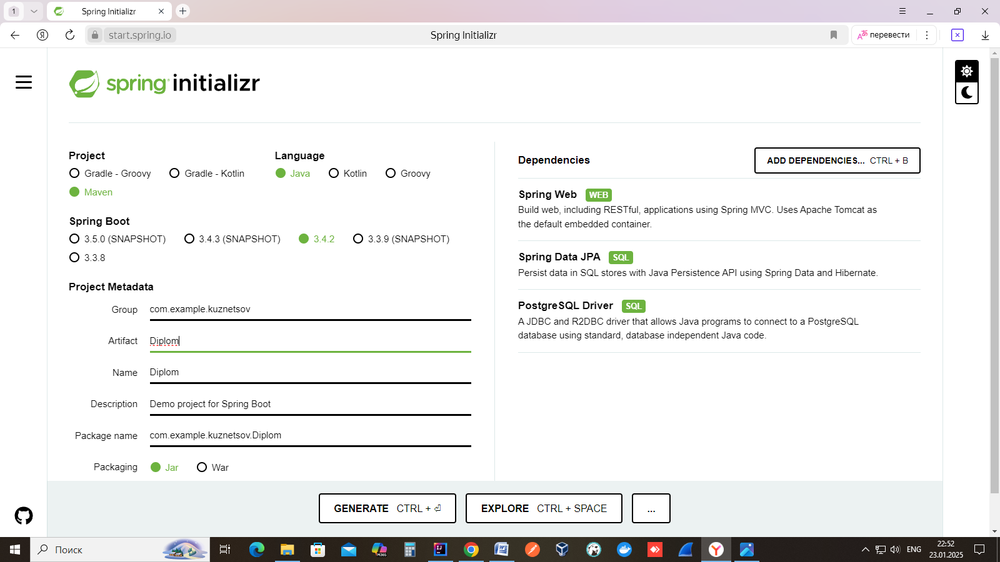 1
Spring Initializr
start.spring.io
Spring Initializr
перевести
spring initializr
Project
Gradle - Groovy
Gradle - Kotlin
Maven
Language
Java
Kotlin
Groovy
Spring Boot
3.5.0 (SNAPSHOT)
3.4.3 (SNAPSHOT)
3.4.2
3.3.9 (SNAPSHOT)
3.3.8
Project Metadata
Group
com.example.kuznetsov
Artifact
Diplom
Name
Diplom
Description
Demo project for Spring Boot
Package name
com.example.kuznetsov.Diplom
Packaging
Jar
War
Dependencies
ADD DEPENDENCIES... CTRL + B
Spring Web WEB
Build web, including RESTful, applications using Spring MVC. Uses Apache Tomcat as
the default embedded container.
Spring Data JPA SQL
Persist data in SQL stores with Java Persistence API using Spring Data and Hibernate.
PostgreSQL Driver SQL
A JDBC and R2DBC driver that allows Java programs to connect to a PostgreSQL
database using standard, database independent Java code.
GENERATE CTRL + ⏎
EXPLORE CTRL + SPACE
...
Поиск
M365
IJ
W
ENG
22:52
23.01.2025